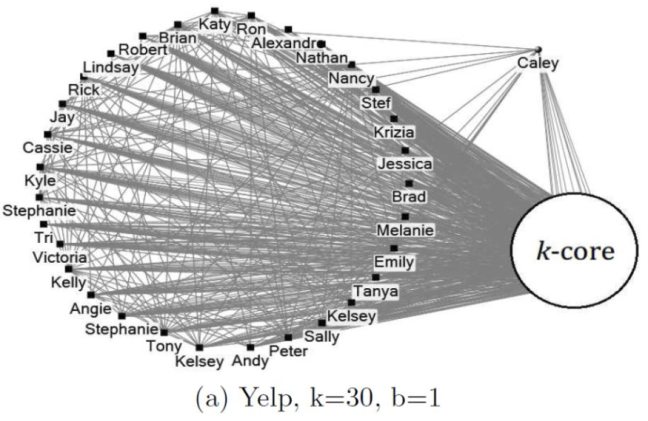 Katy
Ron
Brian
Alexandre
Robert
Nathan
Lindsay
Nancy
Caley
Rick
Stef
Jay
Krizia
Cassie
Jessica
Kyle
Brad
Stephanie
Melanie
Tri
Victoria
Emily
k-core
Kelly
Tanya
Angie
Kelsey
Stephanie
Sally
Tony
Peter
Kelsey
Andy
(a) Yelp, k=30, b=1